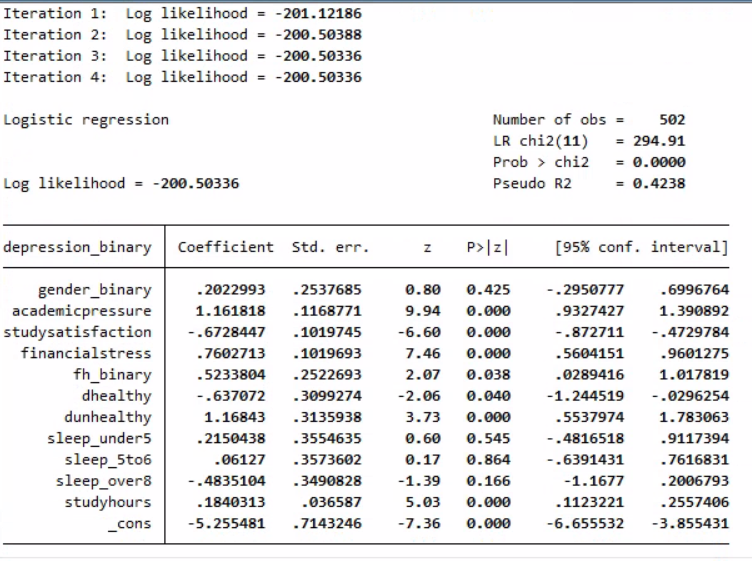 Iteration 1:  Log likelihood = -201.12186
Iteration 2:  Log likelihood = -200.50388
Iteration 3:  Log likelihood = -200.50336
Iteration 4:  Log likelihood = -200.50336
Logistic regression                    Number of obs =    502
LR chi2(11)   = 294.91
Prob > chi2   = 0.0000
Log likelihood = -200.50336            Pseudo R2     = 0.4238
depression_binary   Coefficient  Std. err.      z    P>|z|     [95% conf. interval]
gender_binary   .2022993   .2537685     0.80   0.425    -.2950777    .6996764
academicpressure   1.161818   .1168771     9.94   0.000     .9327427    1.390892
studysatisfaction   -.6728447   .1019745    -6.60   0.000     -.872711   -.4729784
financialstress   .7602713   .1019693     7.46   0.000     .5604151    .9601275
fh_binary   .5233804   .2522693     2.07   0.038     .0289416    1.017819
dhealthy   -.637072   .3099274    -2.06   0.040    -1.244519   -.0296254
dunhealthy   1.16843   .3135938     3.73   0.000     .5537974    1.783063
sleep_under5   .2150438   .3554635     0.60   0.545    -.4816518    .9117394
sleep_5to6   .06127   .3573602     0.17   0.864    -.6391431    .7616831
sleep_over8   -.4835104   .3490828    -1.39   0.166      -1.1677    .2006793
studyhours   .1840313    .036587     5.03   0.000     .1123221    .2557406
_cons   -5.255481   .7143246    -7.36   0.000    -6.655532   -3.855431